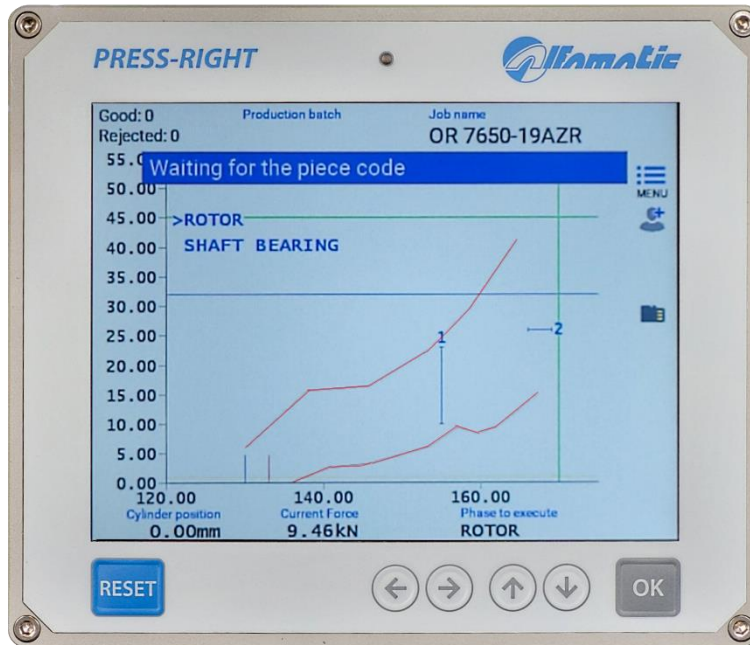 PRESS-RIGHT
Alfamatic
Good: 0
Production batch
Job name
Rejected: 0
OR 7650-19AZR
Waiting for the piece code
MENU
>ROTOR
SHAFT BEARING
55.0
50.00
45.00
40.00
35.00
30.00
25.00
20.00
15.00
10.00
5.00
0.00
1
2
120.00
140.00
160.00
Cylinder position
Current Force
Phase to execute
0.00mm
9.46kN
ROTOR
RESET
OK